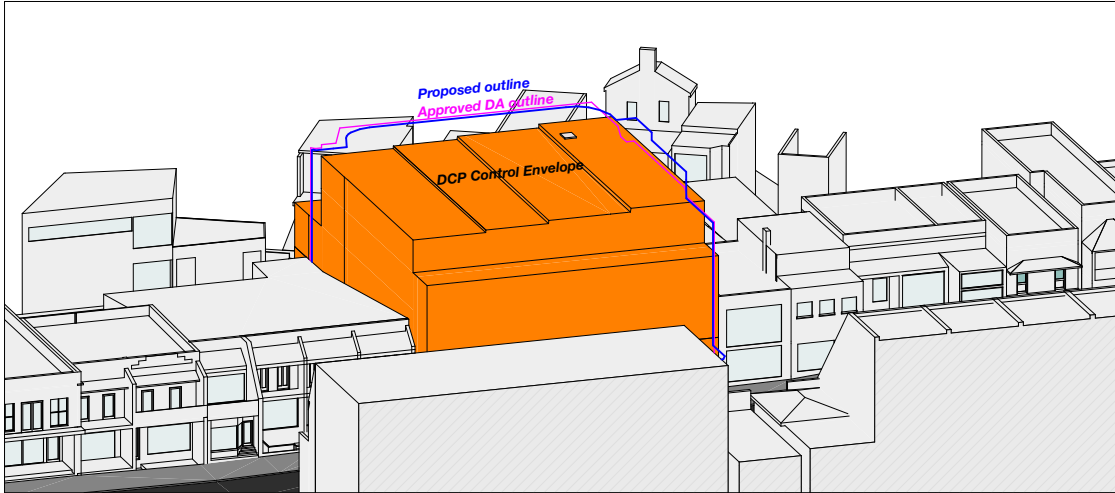 Proposed outline
Approved DA outline
DCP Control Envelope